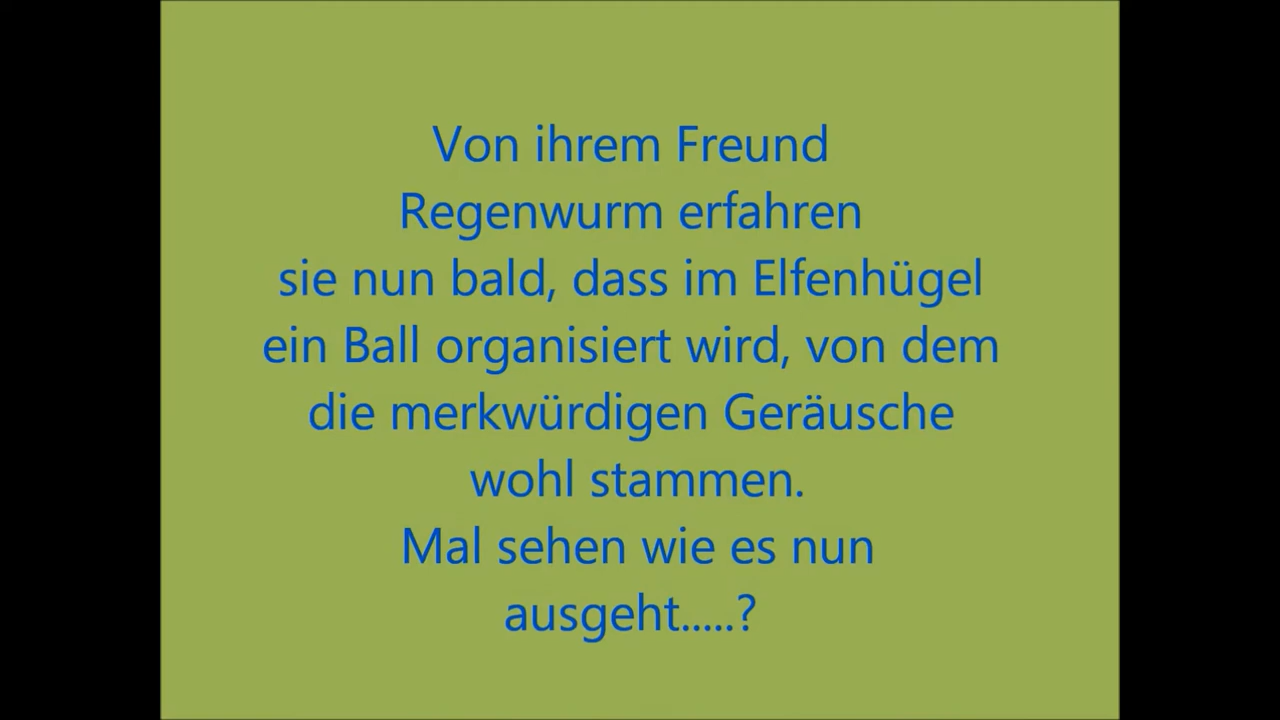 Von ihrem Freund
Regenwurm erfahren
sie nun bald, dass im Elfenhügel
ein Ball organisiert wird, von dem
die merkwürdigen Geräusche
wohl stammen.
Mal sehen wie es nun
ausgeht.....?